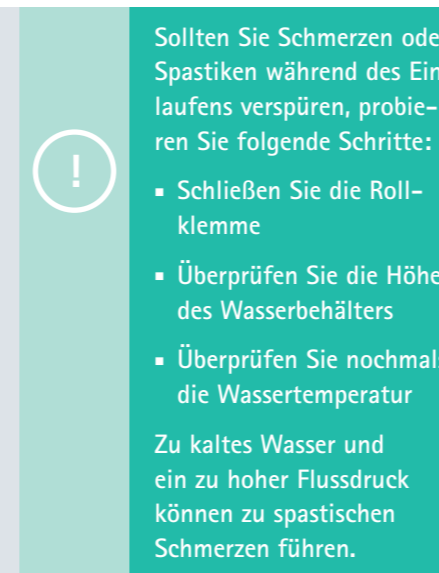 !
Sollten Sie Schmerzen ode
Spastiken während des Ein
laufens verspüren, probie-
ren Sie folgende Schritte:
▪ Schließen Sie die Roll-
klemme
▪ Überprüfen Sie die Höhe
des Wasserbehälters
▪ Überprüfen Sie nochmals
die Wassertemperatur
Zu kaltes Wasser und
ein zu hoher Flussdruck
können zu spastischen
Schmerzen führen.